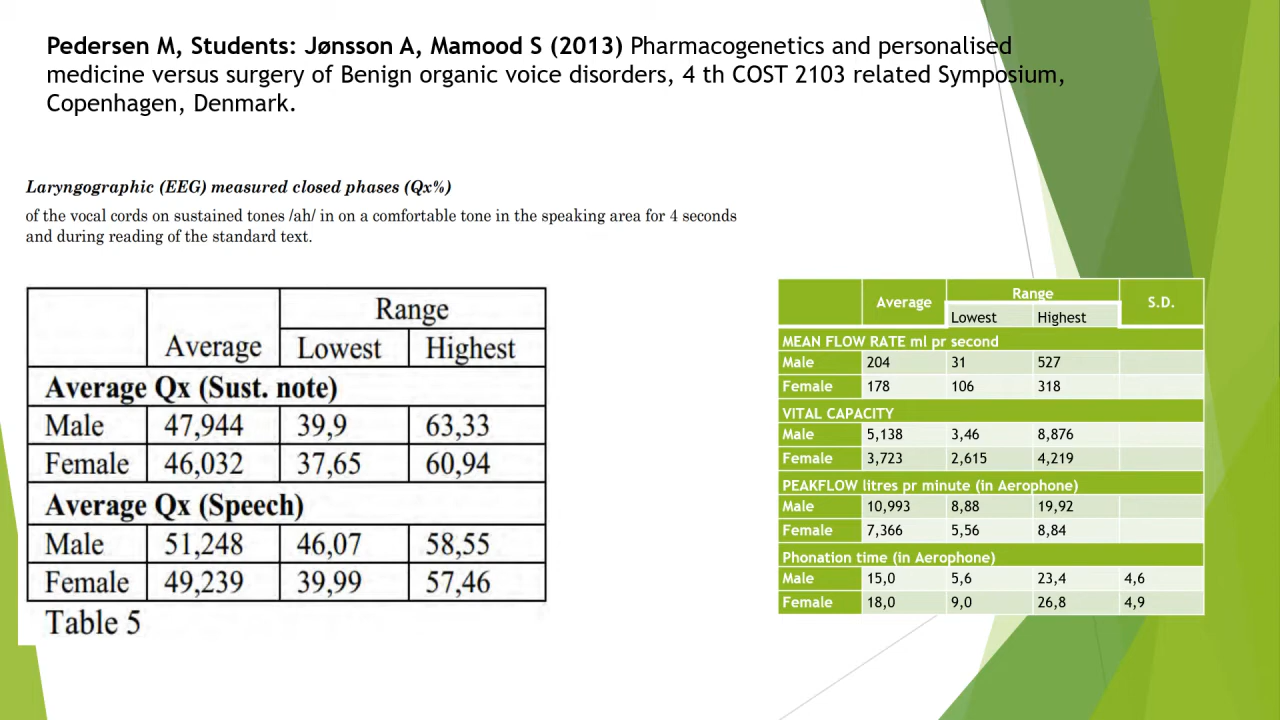 Pedersen M, Students: Jønsson A, Mamood S (2013) Pharmacogenetics and personalised
medicine versus surgery of Benign organic voice disorders, 4 th COST 2103 related Symposium,
Copenhagen, Denmark.
Laryngographic (EEG) measured closed phases (Qx%)
of the vocal cords on sustained tones /ah/ in on a comfortable tone in the speaking area for 4 seconds
and during reading of the standard text.
Average Range
Lowest Highest
Average Qx (Sust. note)
Male 47,944 39,9 63,33
Female 46,032 37,65 60,94
Average Qx (Speech)
Male 51,248 46,07 58,55
Female 49,239 39,99 57,46
Table 5
Average Range S.D.
Lowest Highest
MEAN FLOW RATE ml pr second
Male 204 31 527
Female 178 106 318
VITAL CAPACITY
Male 5,138 3,46 8,876
Female 3,723 2,615 4,219
PEAKFLOW litres pr minute (in Aerophone)
Male 10,993 8,88 19,92
Female 7,366 5,56 8,84
Phonation time (in Aerophone)
Male 15,0 5,6 23,4 4,6
Female 18,0 9,0 26,8 4,9